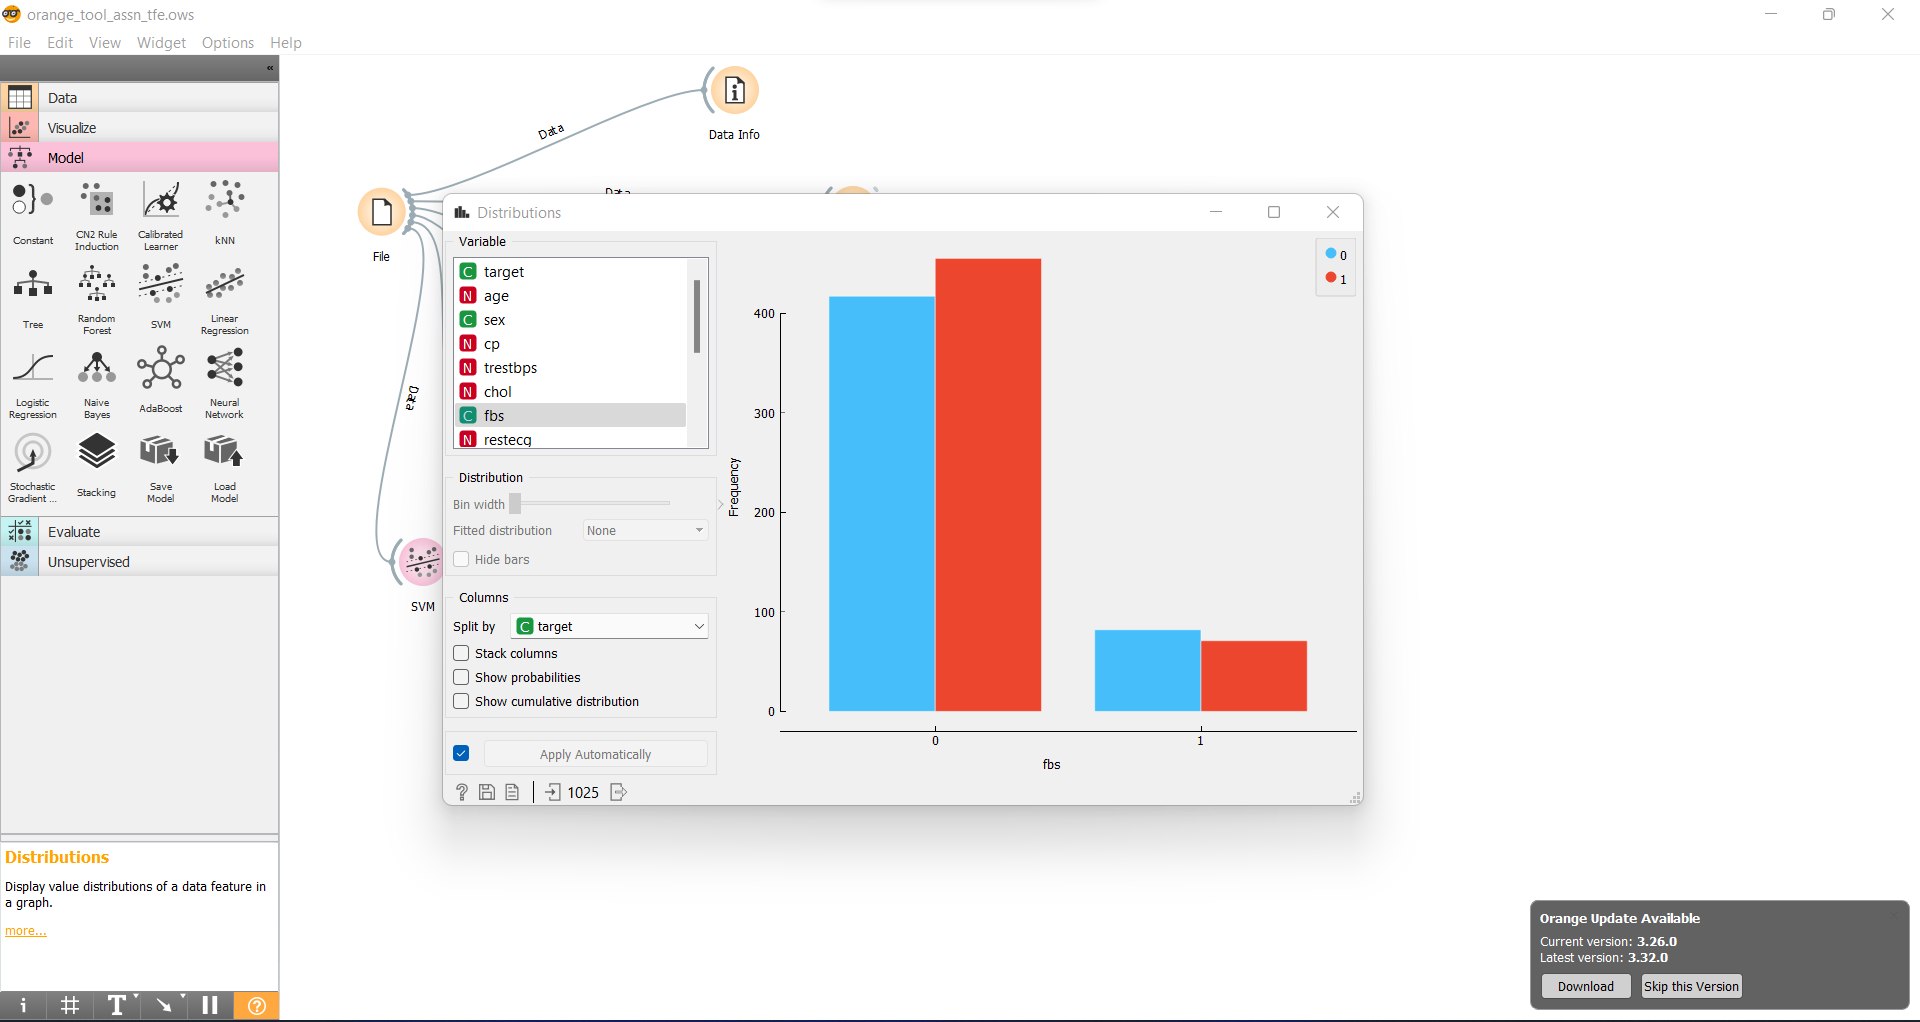 orange_tool_assn_tfe.ows
File Edit View Widget Options Help
«
Data
Visualize
Model
Constant
CN2 Rule
Induction
Calibrated
Learner
kNN
Tree
Random
Forest
SVM
Linear
Regression
Logistic
Regression
Naive
Bayes
AdaBoost
Neural
Network
Stochastic
Gradient ...
Stacking
Save
Model
Load
Model
Evaluate
Unsupervised
Distributions
Display value distributions of a data feature in
a graph.
more...
Data
Data Info
Data
File
Data
SVM
Distributions
Variable
C target
N age
C sex
N cp
N trestbps
N chol
C fbs
N restecg
Distribution
Bin width
Fitted distribution None
Hide bars
Columns
Split by C target
Stack columns
Show probabilities
Show cumulative distribution
Apply Automatically
? 1025
0
1
Frequency
400
300
200
100
0
0 1
fbs
Orange Update Available
Current version: 3.26.0
Latest version: 3.32.0
Download Skip this Version